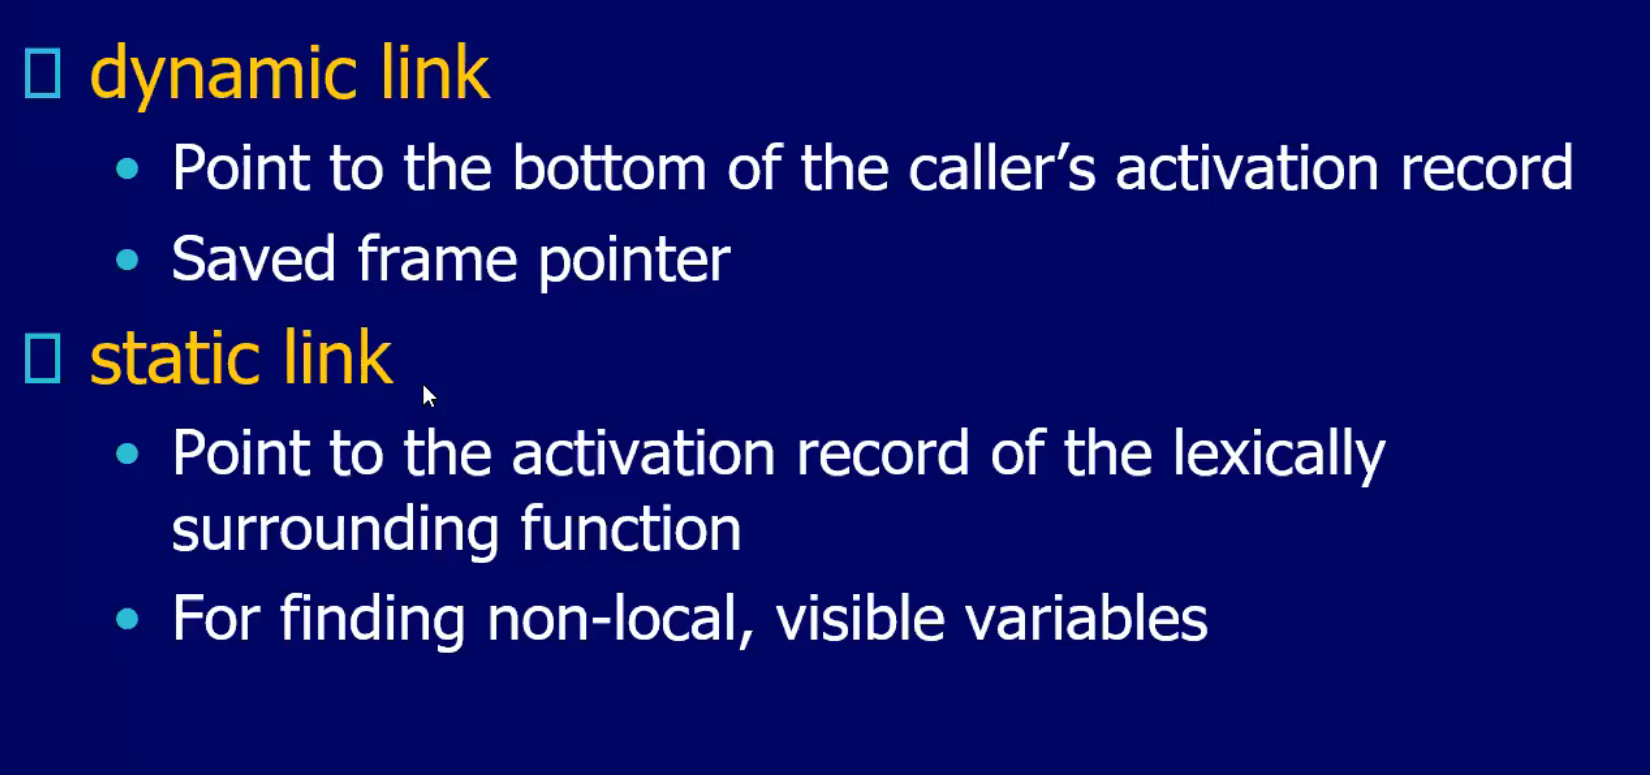 dynamic link
Point to the bottom of the caller’s activation record
Saved frame pointer
static link
Point to the activation record of the lexically
surrounding function
For finding non-local, visible variables